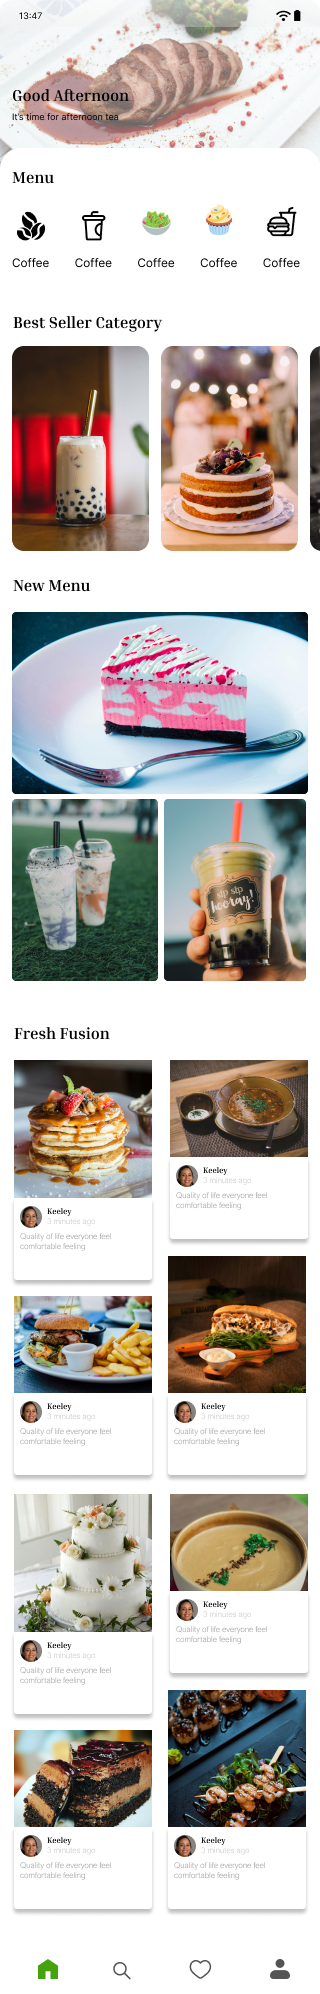 13:47
Good Afternoon
It's time for afternoon tea
Menu
Coffee Coffee Coffee Coffee Coffee
Best Seller Category
New Menu
slp slp
hooray!
Fresh Fusion
Keeley
3 minutes ago
Quality of life everyone feel
comfortable feeling
Keeley
3 minutes ago
Quality of life everyone feel
comfortable feeling
Keeley
3 minutes ago
Quality of life everyone feel
comfortable feeling
Keeley
3 minutes ago
Quality of life everyone feel
comfortable feeling
Keeley
3 minutes ago
Quality of life everyone feel
comfortable feeling
Keeley
3 minutes ago
Quality of life everyone feel
comfortable feeling
Keeley
3 minutes ago
Quality of life everyone feel
comfortable feeling
Keeley
3 minutes ago
Quality of life everyone feel
comfortable feeling